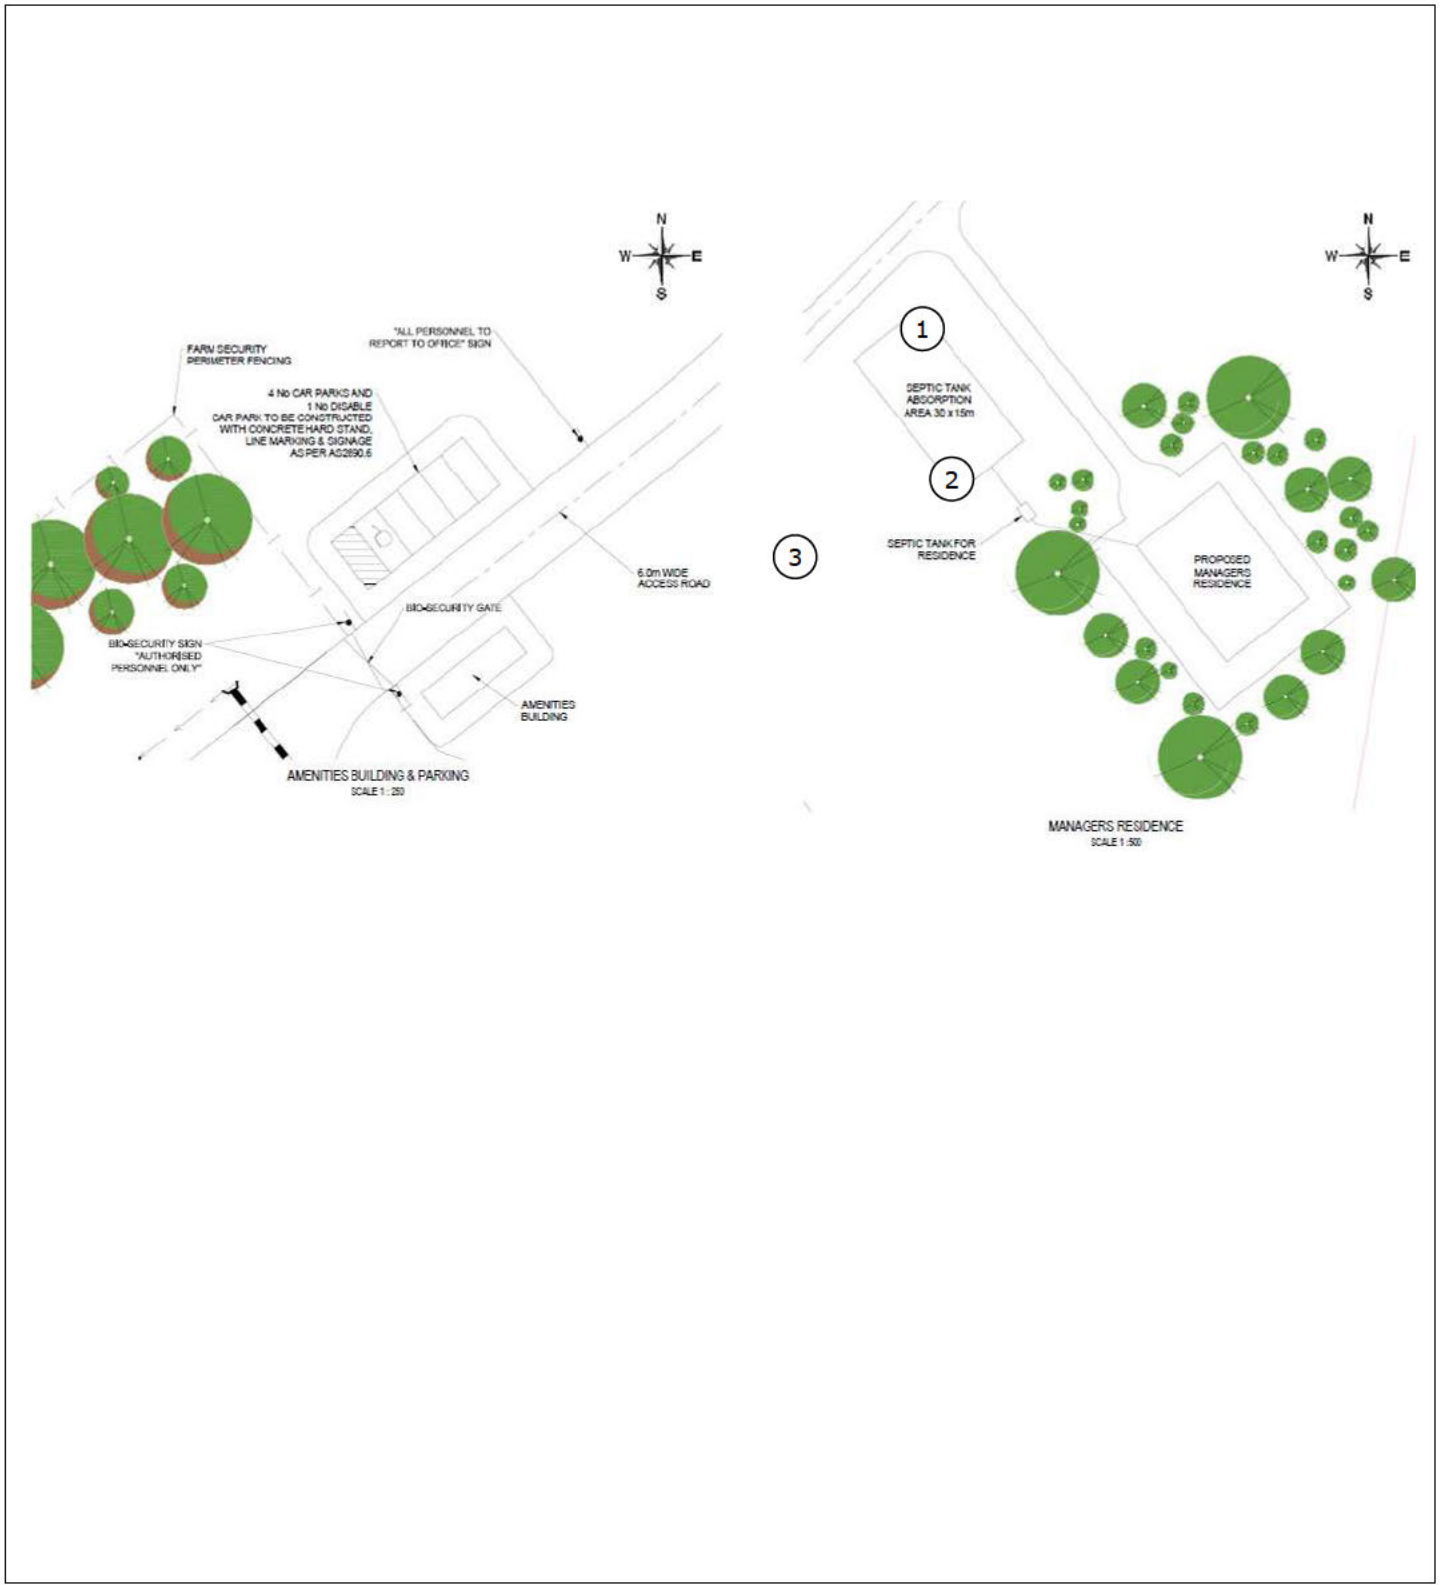 N
W E
S
"ALL PERSONNEL TO
REPORT TO OFFICE" SIGN
FARM SECURITY
PERIMETER FENCING
4 No CAR PARKS AND
1 No DISABLE
CAR PARK TO BE CONSTRUCTED
WITH CONCRETE HARD STAND,
LINE MARKING & SIGNAGE
AS PER AS2890.6
6.0m WIDE
ACCESS ROAD
BIO-SECURITY GATE
BIO-SECURITY SIGN
"AUTHORISED
PERSONNEL ONLY"
AMENITIES
BUILDING
AMENITIES BUILDING & PARKING
SCALE 1 : 250
N
W E
S
1
SEPTIC TANK
ABSORPTION
AREA 30 x 15m
2
SEPTIC TANK FOR
RESIDENCE
3
PROPOSED
MANAGERS
RESIDENCE
MANAGERS RESIDENCE
SCALE 1 :500